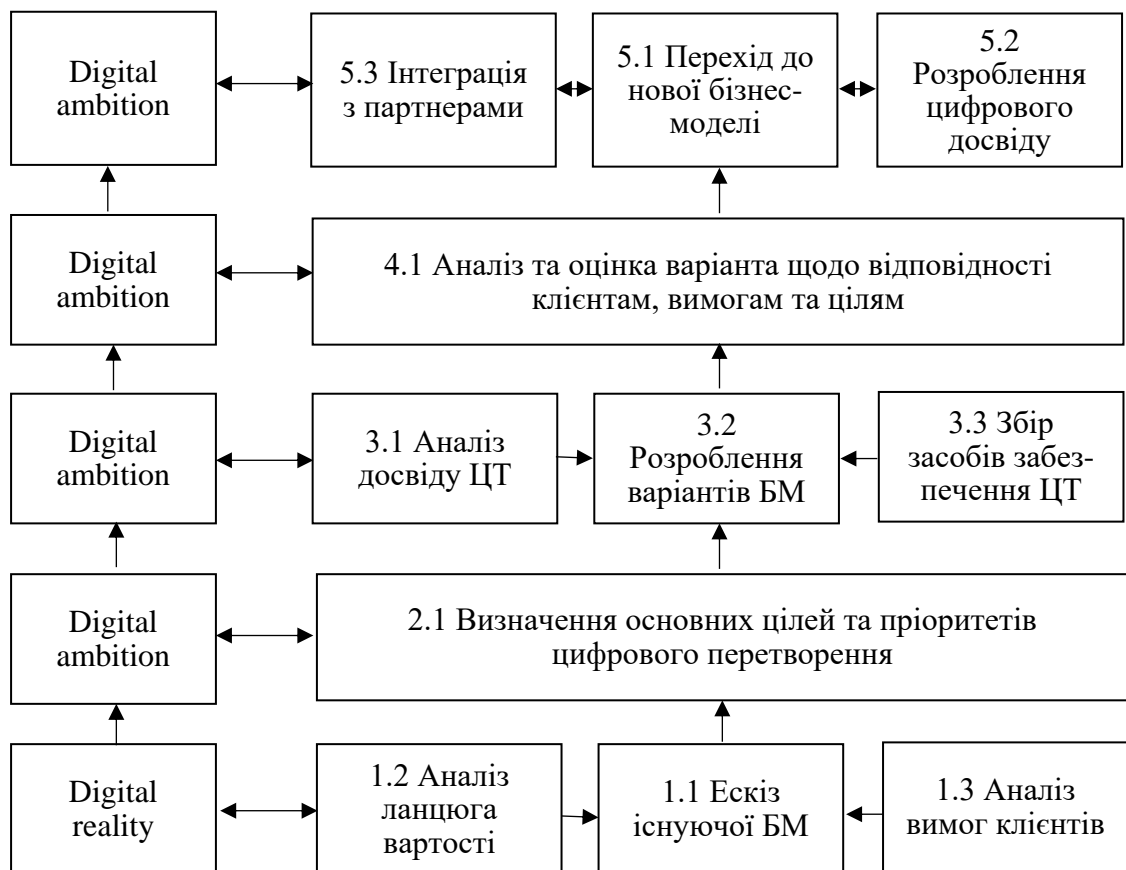 Digital
ambition
5.3 Інтеграція
з партнерами
5.1 Перехід до
нової бізнес-
моделі
5.2
Розроблення
цифрового
досвіду
Digital
ambition
4.1 Аналіз та оцінка варіанта щодо відповідності
клієнтам, вимогам та цілям
Digital
ambition
3.1 Аналіз
досвіду ЦТ
3.2
Розроблення
варіантів БМ
3.3 Збір
засобів забез-
печення ЦТ
Digital
ambition
2.1 Визначення основних цілей та пріоритетів
цифрового перетворення
Digital
reality
1.2 Аналіз
ланцюга
вартості
1.1 Ескіз
існуючої БМ
1.3 Аналіз
вимог клієнтів